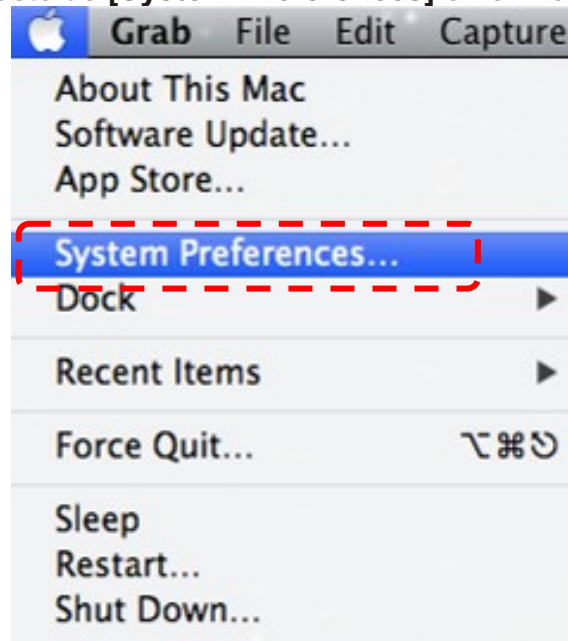 Grab File Edit Capture
About This Mac
Software Update...
App Store...
System Preferences...
Dock ▶
Recent Items ▶
Force Quit... ⌥⌘⎋
Sleep
Restart...
Shut Down...